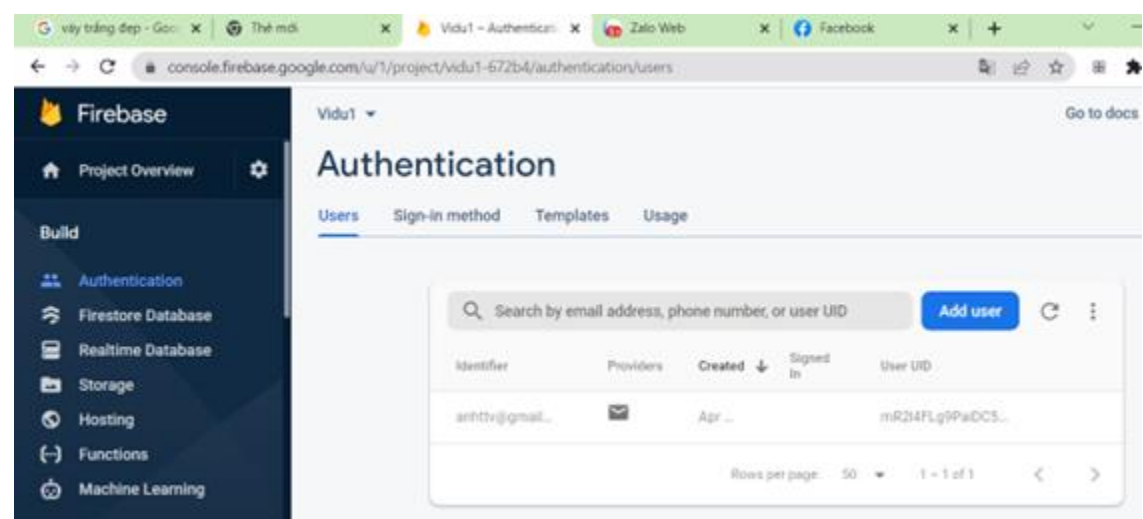 váy trắng đẹp - Goo
Thẻ mới
Vidu1 – Authenticati
Zalo Web
Facebook
console.firebase.google.com/u/1/project/vidu1-672b4/authentication/users
Firebase
Vidu1
Go to docs
Project Overview
Authentication
Users Sign-in method Templates Usage
Build
Authentication
Firestore Database
Realtime Database
Storage
Hosting
Functions
Machine Learning
Search by email address, phone number, or user UID
Add user
Identifier Providers Created Signed In User UID
anhttv@gmail... Apr ... mR2I4FLg9PaiDC5...
Rows per page: 50 1 – 1 of 1